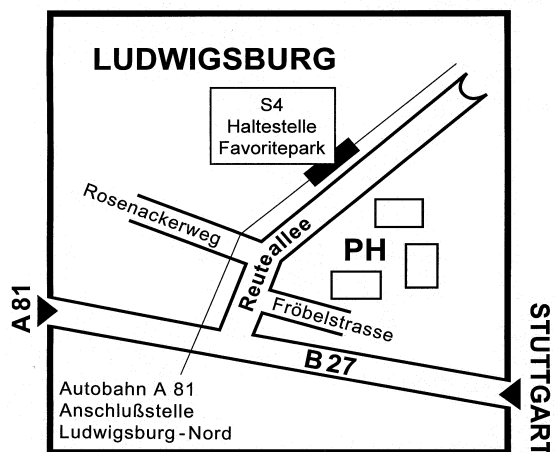 LUDWIGSBURG
S4
Haltestelle
Favoritepark
Rosenackerweg
Reuteallee
PH
Fröbelstrasse
A 81
B 27
STUTTGART
Autobahn A 81
Anschlußstelle
Ludwigsburg-Nord